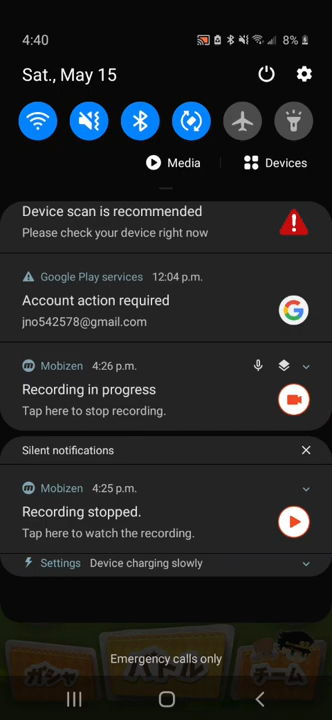 4:40
8%
Sat., May 15
Media
Devices
Device scan is recommended
Please check your device right now
Google Play services 12:04 p.m.
Account action required
jno542578@gmail.com
Mobizen 4:26 p.m.
Recording in progress
Tap here to stop recording.
Silent notifications
Mobizen 4:25 p.m.
Recording stopped.
Tap here to watch the recording.
Settings Device charging slowly
Emergency calls only
ガシャ
バトル
チーム